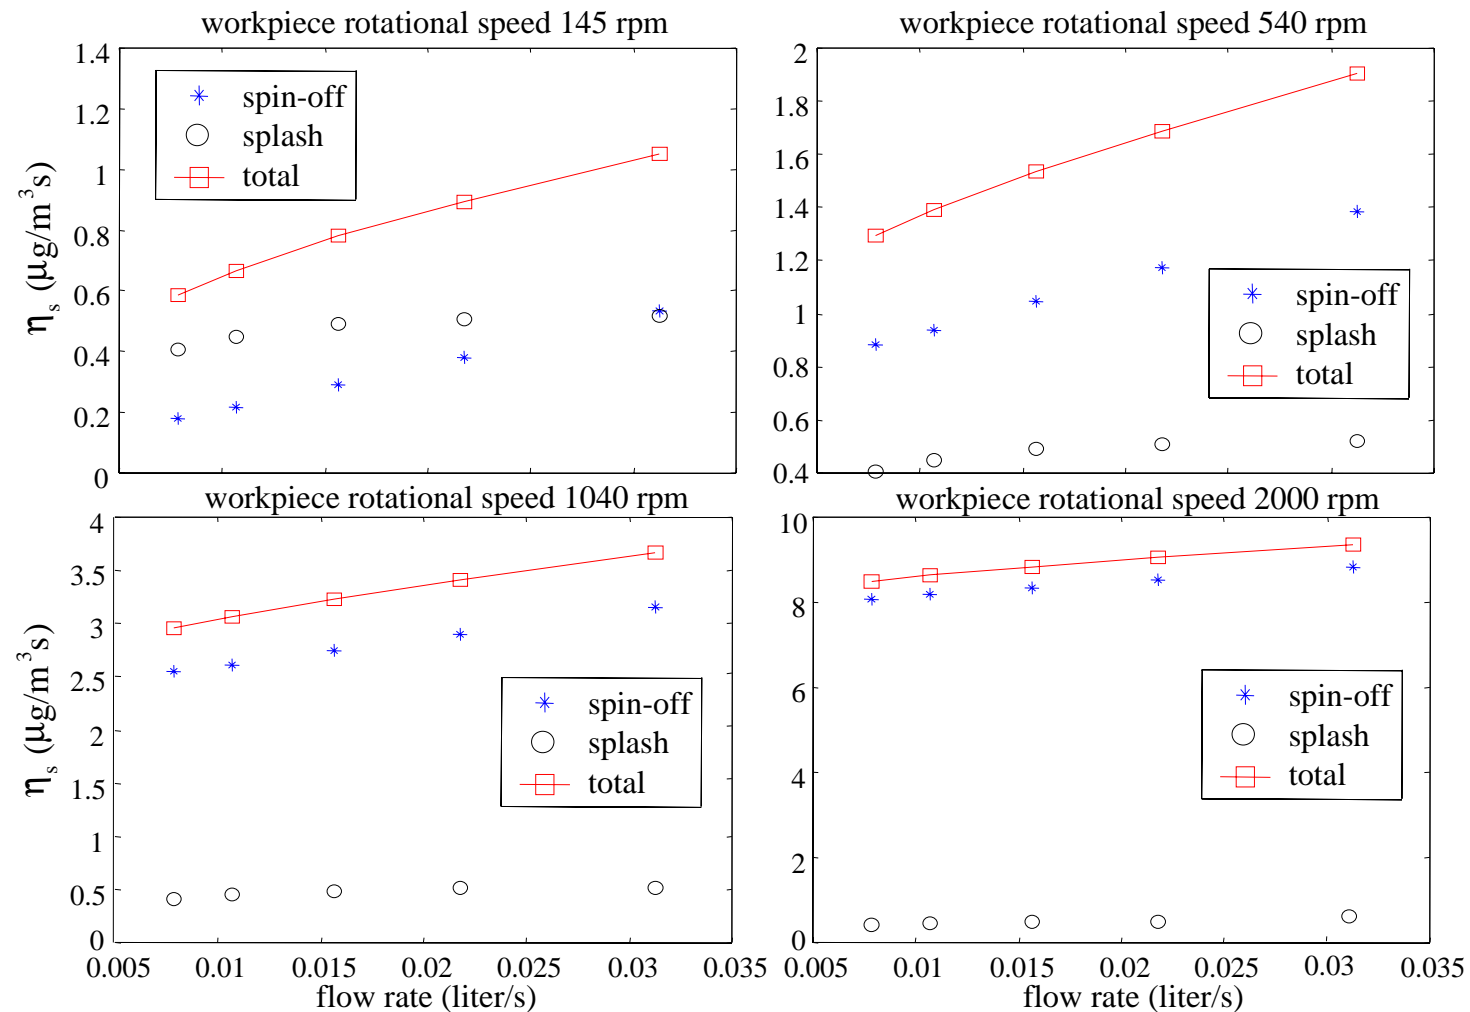 workpiece rotational speed 145 rpm
1.4
1.2
1
0.8
0.6
0.4
0.2
0
η_s (μg/m³s)
spin-off
splash
total
workpiece rotational speed 540 rpm
2
1.8
1.6
1.4
1.2
1
0.8
0.6
0.4
spin-off
splash
total
workpiece rotational speed 1040 rpm
4
3.5
3
2.5
2
1.5
1
0.5
0
η_s (μg/m³s)
spin-off
splash
total
0.005 0.01 0.015 0.02 0.025 0.03 0.035
flow rate (liter/s)
workpiece rotational speed 2000 rpm
10
8
6
4
2
0
spin-off
splash
total
0.005 0.01 0.015 0.02 0.025 0.03 0.035
flow rate (liter/s)